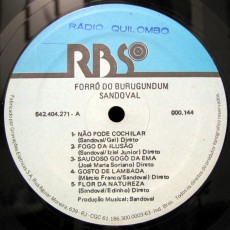 RÁDIO QUILOMBO
RBS
FORRÓ DO BURUGUNDUM
SANDOVAL
542.404.271 - A
000.144
1- NÃO PODE COCHILAR
(Sandoval/Gel) Direto
2- FOGO DA ILUSÃO
(Sandoval/Iziel Junior) Direto
3- SAUDOSO GOGÓ DA EMA
(José Maria Soriano) Direto
4- GOSTO DE LAMBADA
(Márcio Franco/Sandoval) Direto
5- FLOR DA NATUREZA
(Sandoval/Edinho) Direto
Produção Musical: Sandoval